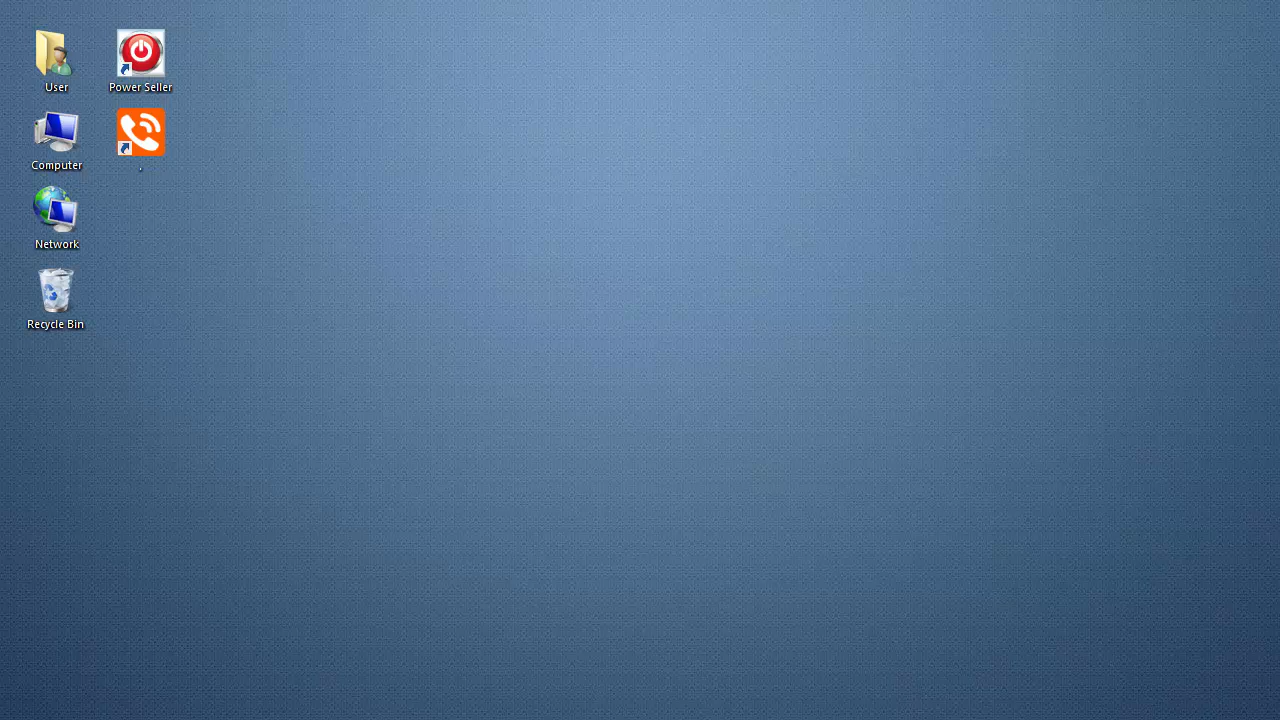 User
Power Seller
Computer
.
Network
Recycle Bin